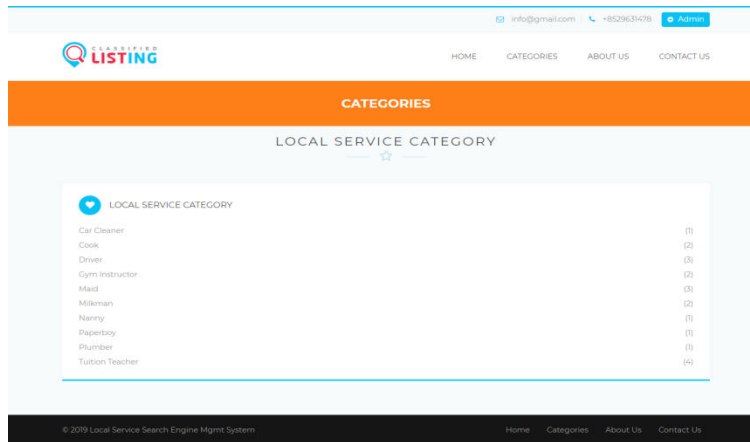 info@gmail.com +8529631478 Admin
CLASSIFIED
LISTING
HOME CATEGORIES ABOUT US CONTACT US
CATEGORIES
LOCAL SERVICE CATEGORY
LOCAL SERVICE CATEGORY
Car Cleaner (1)
Cook (2)
Driver (3)
Gym Instructor (2)
Maid (3)
Milkman (2)
Nanny (1)
Paperboy (1)
Plumber (1)
Tuition Teacher (4)
© 2019 Local Service Search Engine Mgmt System Home Categories About Us Contact Us